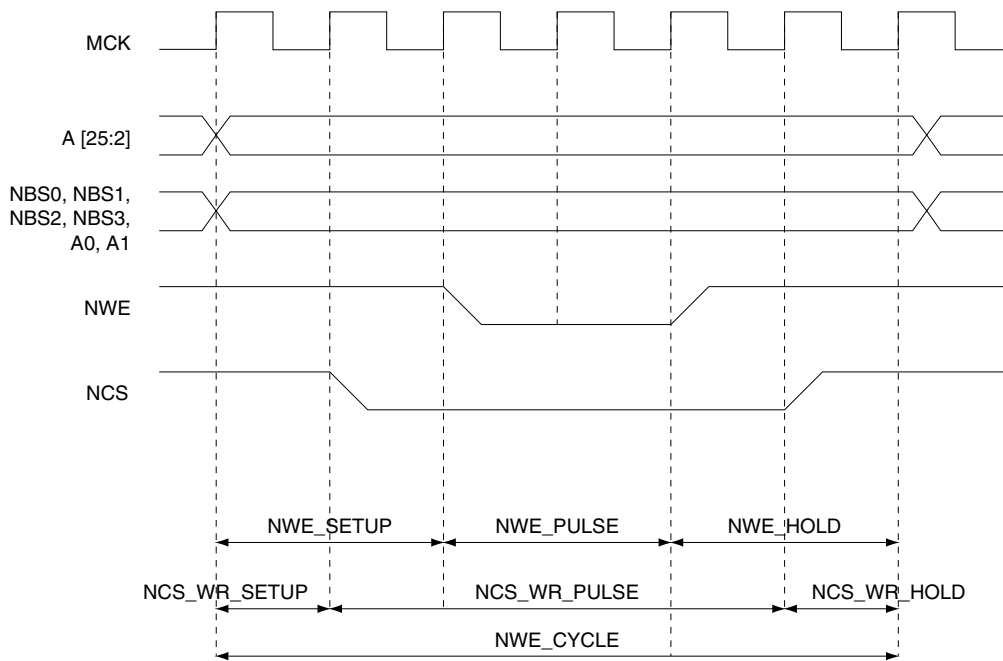 MCK
A [25:2]
NBS0, NBS1,
NBS2, NBS3,
A0, A1
NWE
NCS
NWE_SETUP NWE_PULSE NWE_HOLD
NCS_WR_SETUP NCS_WR_PULSE NCS_WR_HOLD
NWE_CYCLE